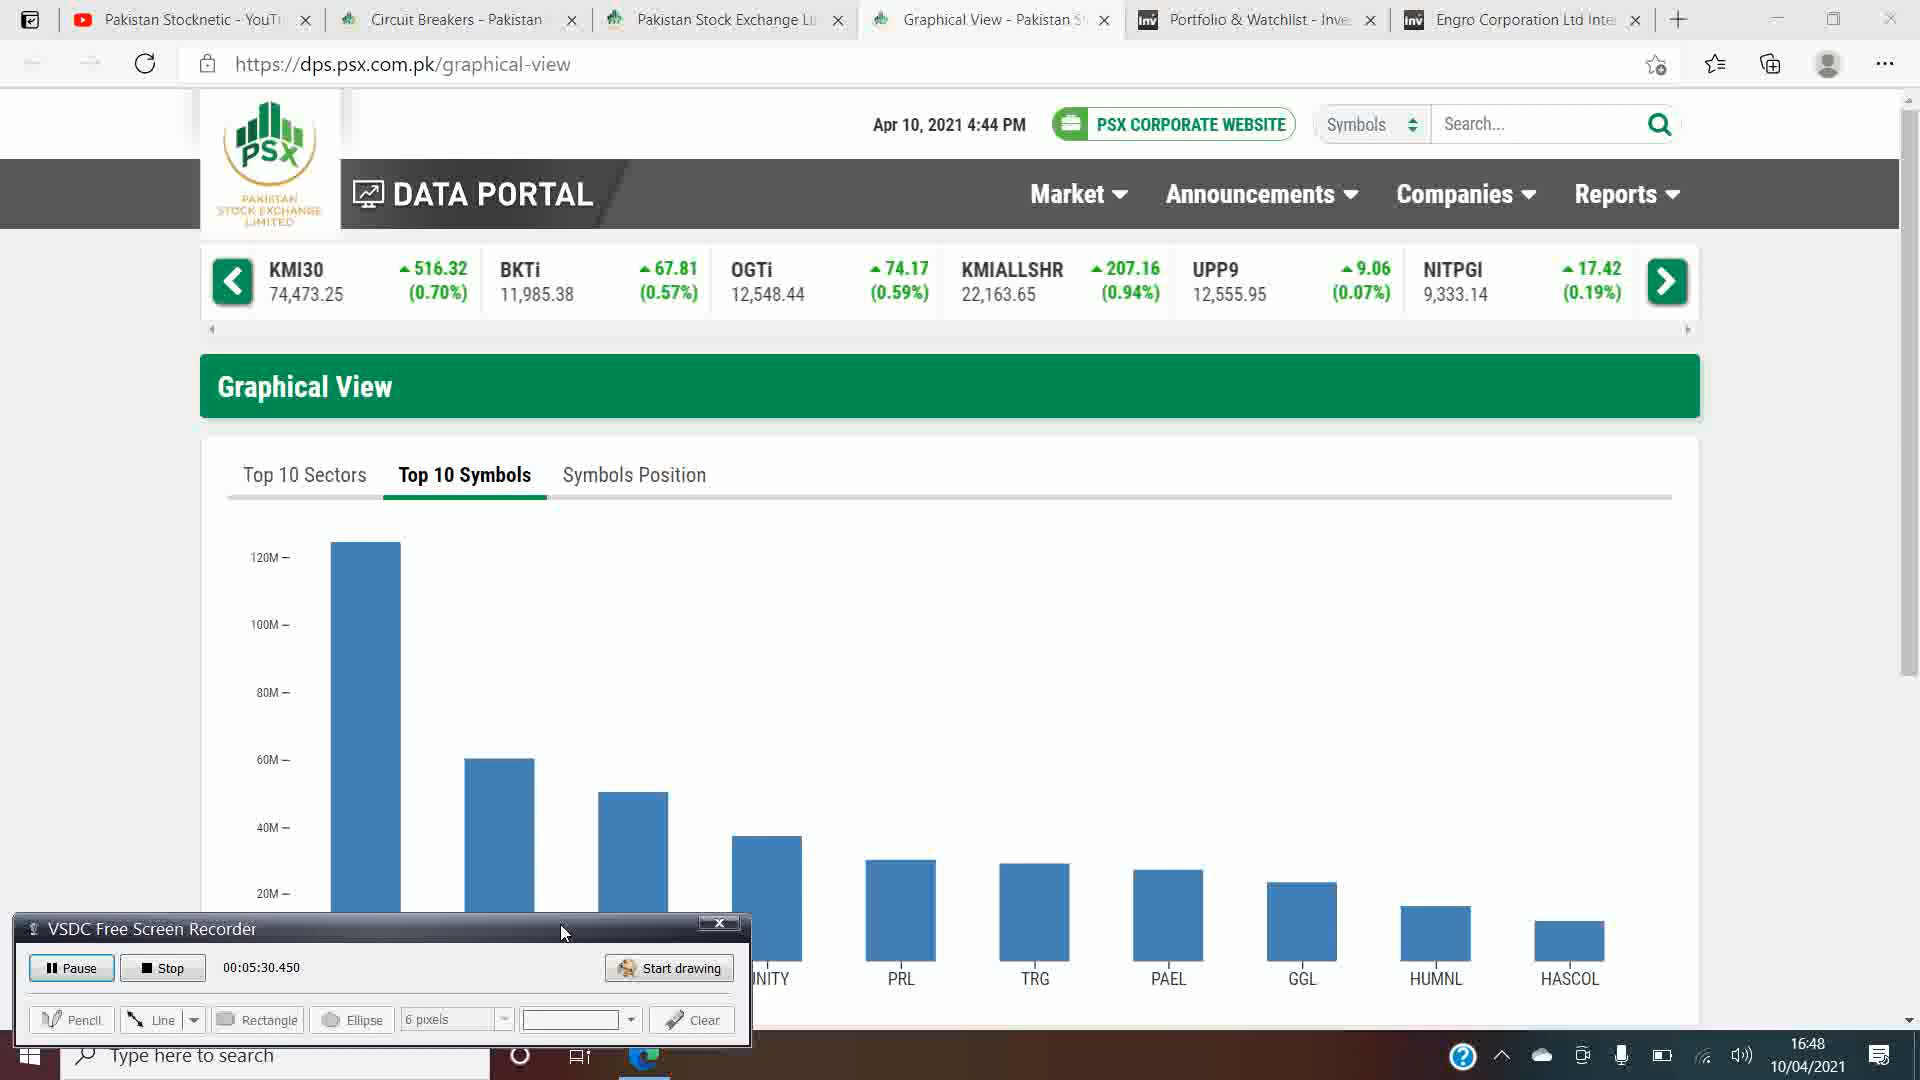 Pakistan Stocknetic - YouT
Circuit Breakers - Pakistan
Pakistan Stock Exchange Li
Graphical View - Pakistan S
Inv Portfolio & Watchlist - Inve
Inv Engro Corporation Ltd Inte
https://dps.psx.com.pk/graphical-view
PSX
PAKISTAN
STOCK EXCHANGE
LIMITED
Apr 10, 2021 4:44 PM
PSX CORPORATE WEBSITE
Symbols
Search...
DATA PORTAL
Market
Announcements
Companies
Reports
KMI30 516.32
74,473.25 (0.70%)
BKTi 67.81
11,985.38 (0.57%)
OGTi 74.17
12,548.44 (0.59%)
KMIALLSHR 207.16
22,163.65 (0.94%)
UPP9 9.06
12,555.95 (0.07%)
NITPGI 17.42
9,333.14 (0.19%)
Graphical View
Top 10 Sectors
Top 10 Symbols
Symbols Position
120M
100M
80M
60M
40M
20M
NITY
PRL
TRG
PAEL
GGL
HUMNL
HASCOL
VSDC Free Screen Recorder
Pause
Stop
00:05:30.450
Start drawing
Pencil
Line
Rectangle
Ellipse
6 pixels
Clear
Type here to search
16:48
10/04/2021